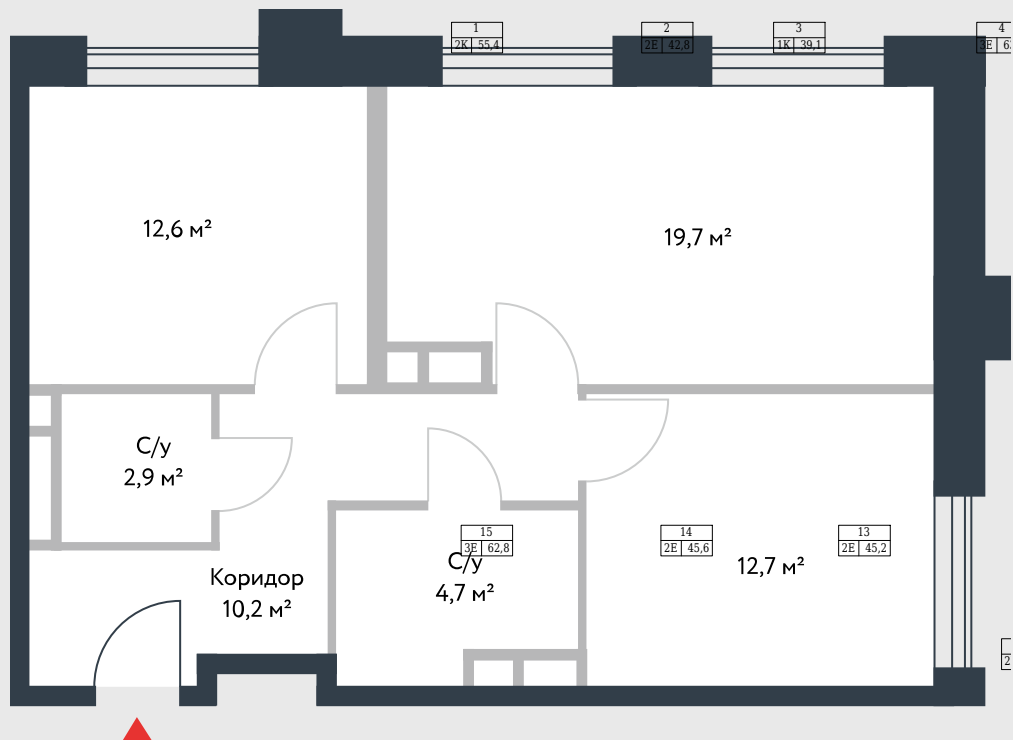 1
2К 55,4
2
2Е 42,8
3
1К 39,1
4
3Е
12,6 м²
19,7 м²
С/у
2,9 м²
15
3Е 62,8
14
2Е 45,6
13
2Е 45,2
С/у
4,7 м²
12,7 м²
Коридор
10,2 м²
2